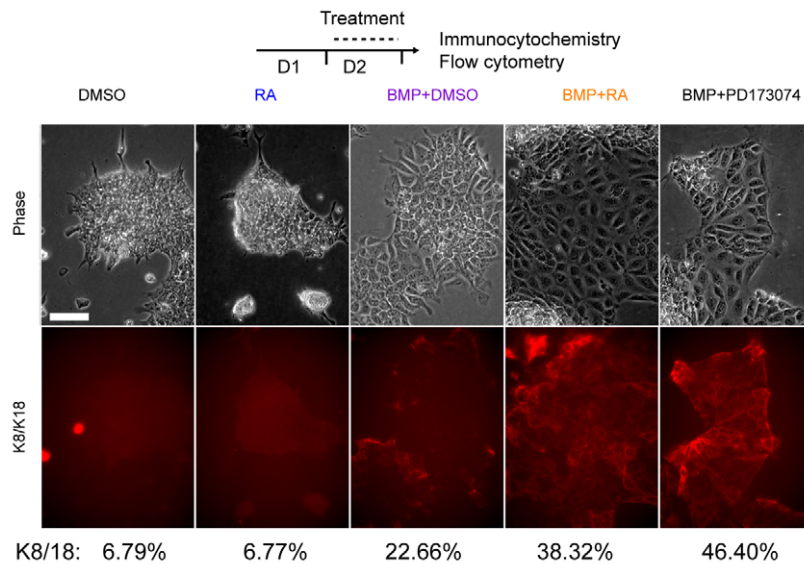 Treatment
D1 D2
Immunocytochemistry
Flow cytometry
DMSO RA BMP+DMSO BMP+RA BMP+PD173074
Phase
K8/K18
K8/18: 6.79% 6.77% 22.66% 38.32% 46.40%